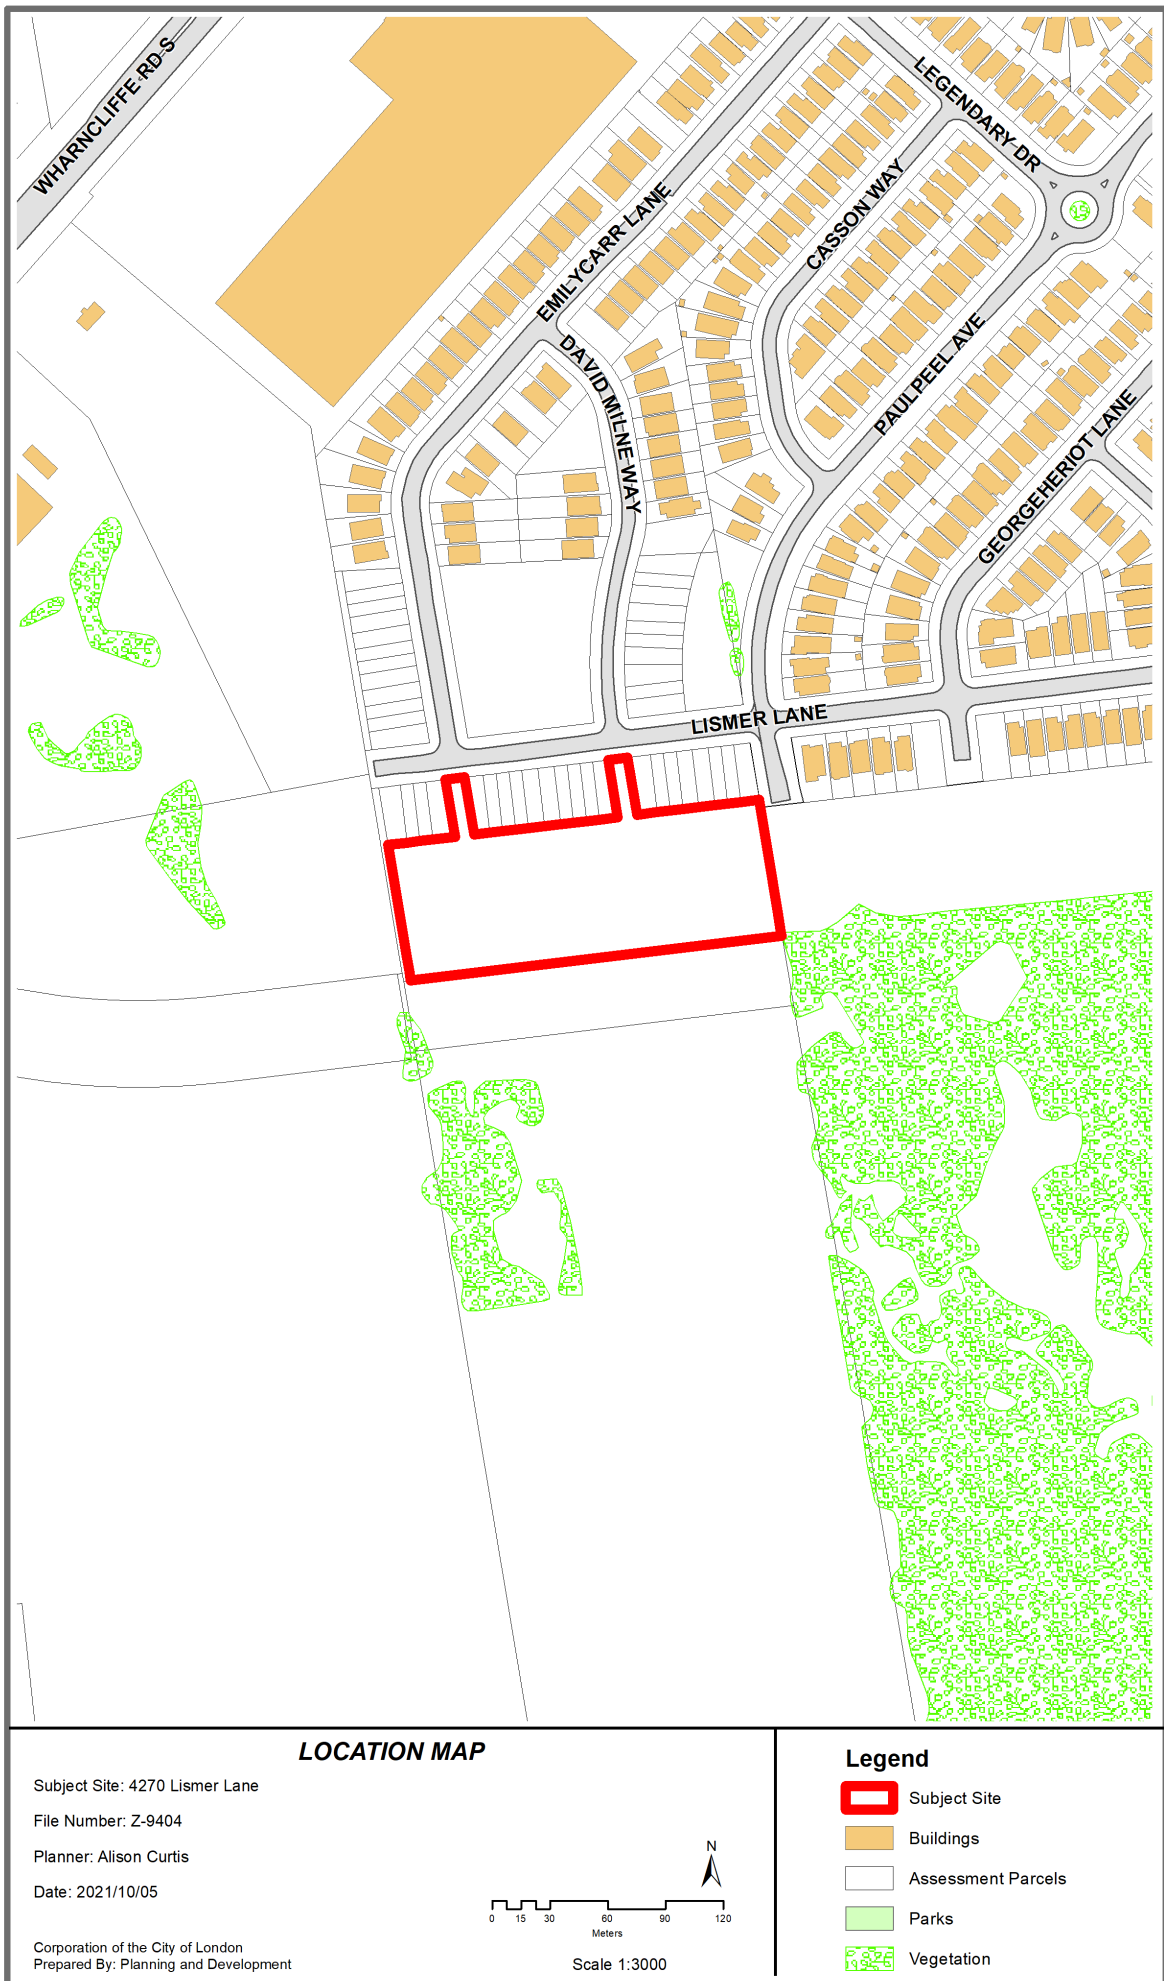 WHARNCLIFFE RD S
LEGENDARY DR
CASSON WAY
EMILYCARR LANE
DAVID MILNE WAY
PAULPEEL AVE
GEORGEHERIOT LANE
LISMER LANE
LOCATION MAP
Subject Site: 4270 Lismer Lane
File Number: Z-9404
Planner: Alison Curtis
Date: 2021/10/05
Corporation of the City of London
Prepared By: Planning and Development
N
0 15 30 60 90 120
Meters
Scale 1:3000
Legend
Subject Site
Buildings
Assessment Parcels
Parks
Vegetation